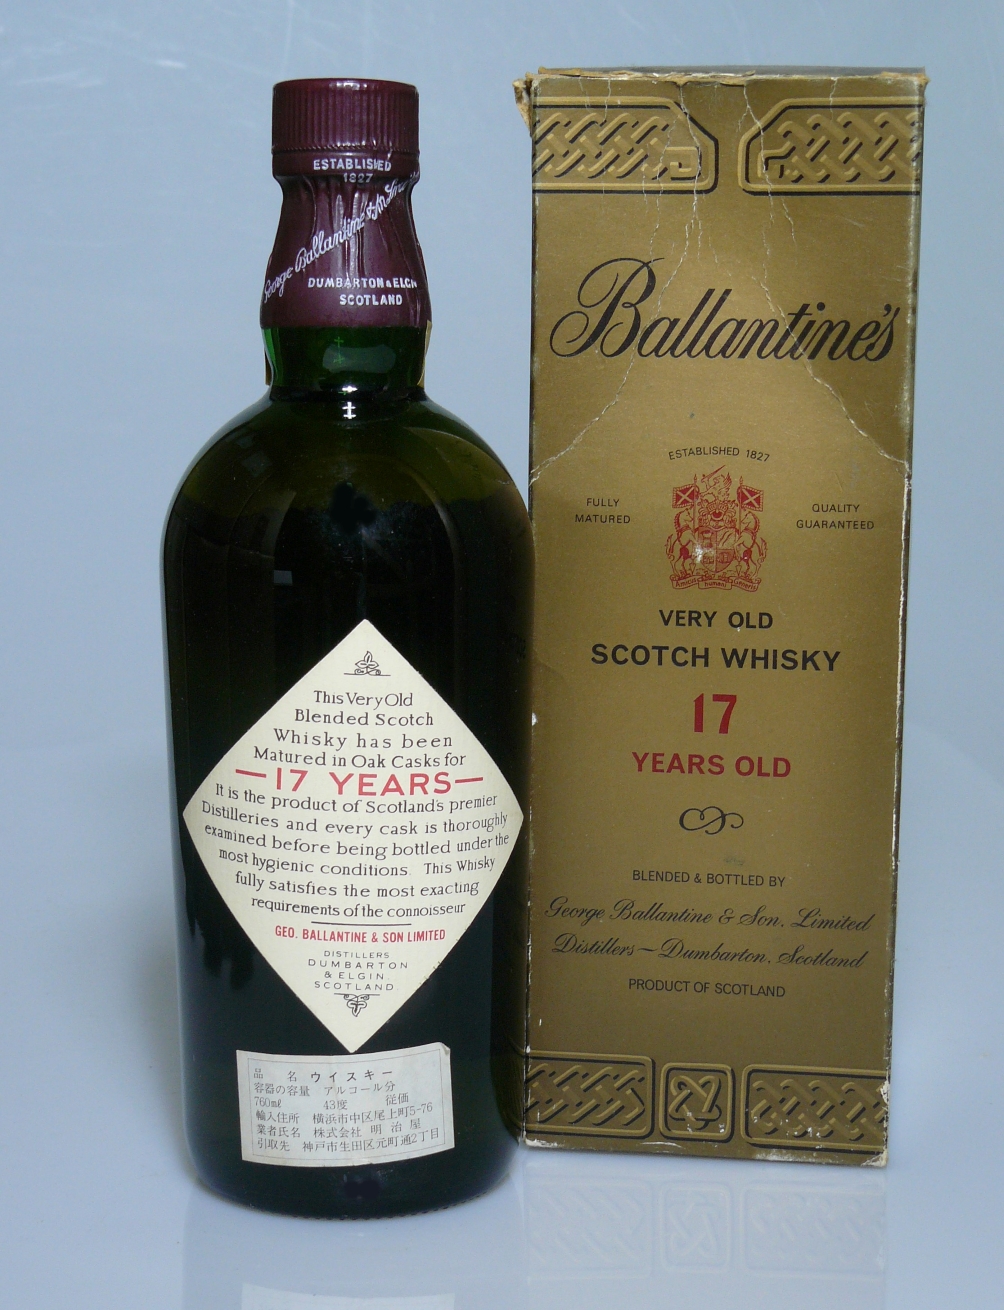 ESTABLISHED
1827
George Ballantine & Son
DUMBARTON & ELGIN
SCOTLAND
This Very Old
Blended Scotch
Whisky has been
Matured in Oak Casks for
—17 YEARS—
It is the product of Scotland's premier
Distilleries and every cask is thoroughly
examined before being bottled under the
most hygienic conditions. This Whisky
fully satisfies the most exacting
requirements of the connoisseur
GEO. BALLANTINE & SON LIMITED
DISTILLERS
DUMBARTON
& ELGIN
SCOTLAND
品 名 ウイスキー
容器の容量 アルコール分
760mℓ 43度 従価
輸入住所 横浜市中区尾上町5-76
業者氏名 株式会社 明治屋
引取先 神戸市生田区元町通2丁目
Ballantine's
ESTABLISHED 1827
FULLY
MATURED
QUALITY
GUARANTEED
VERY OLD
SCOTCH WHISKY
17
YEARS OLD
BLENDED & BOTTLED BY
George Ballantine & Son, Limited
Distillers—Dumbarton, Scotland
PRODUCT OF SCOTLAND